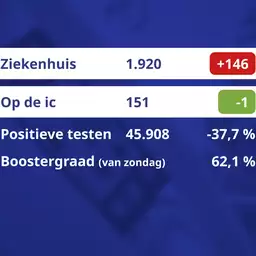 Ziekenhuis 1.920 +146
Op de ic 151 -1
Positieve testen 45.908 -37,7 %
Boostergraad (van zondag) 62,1 %